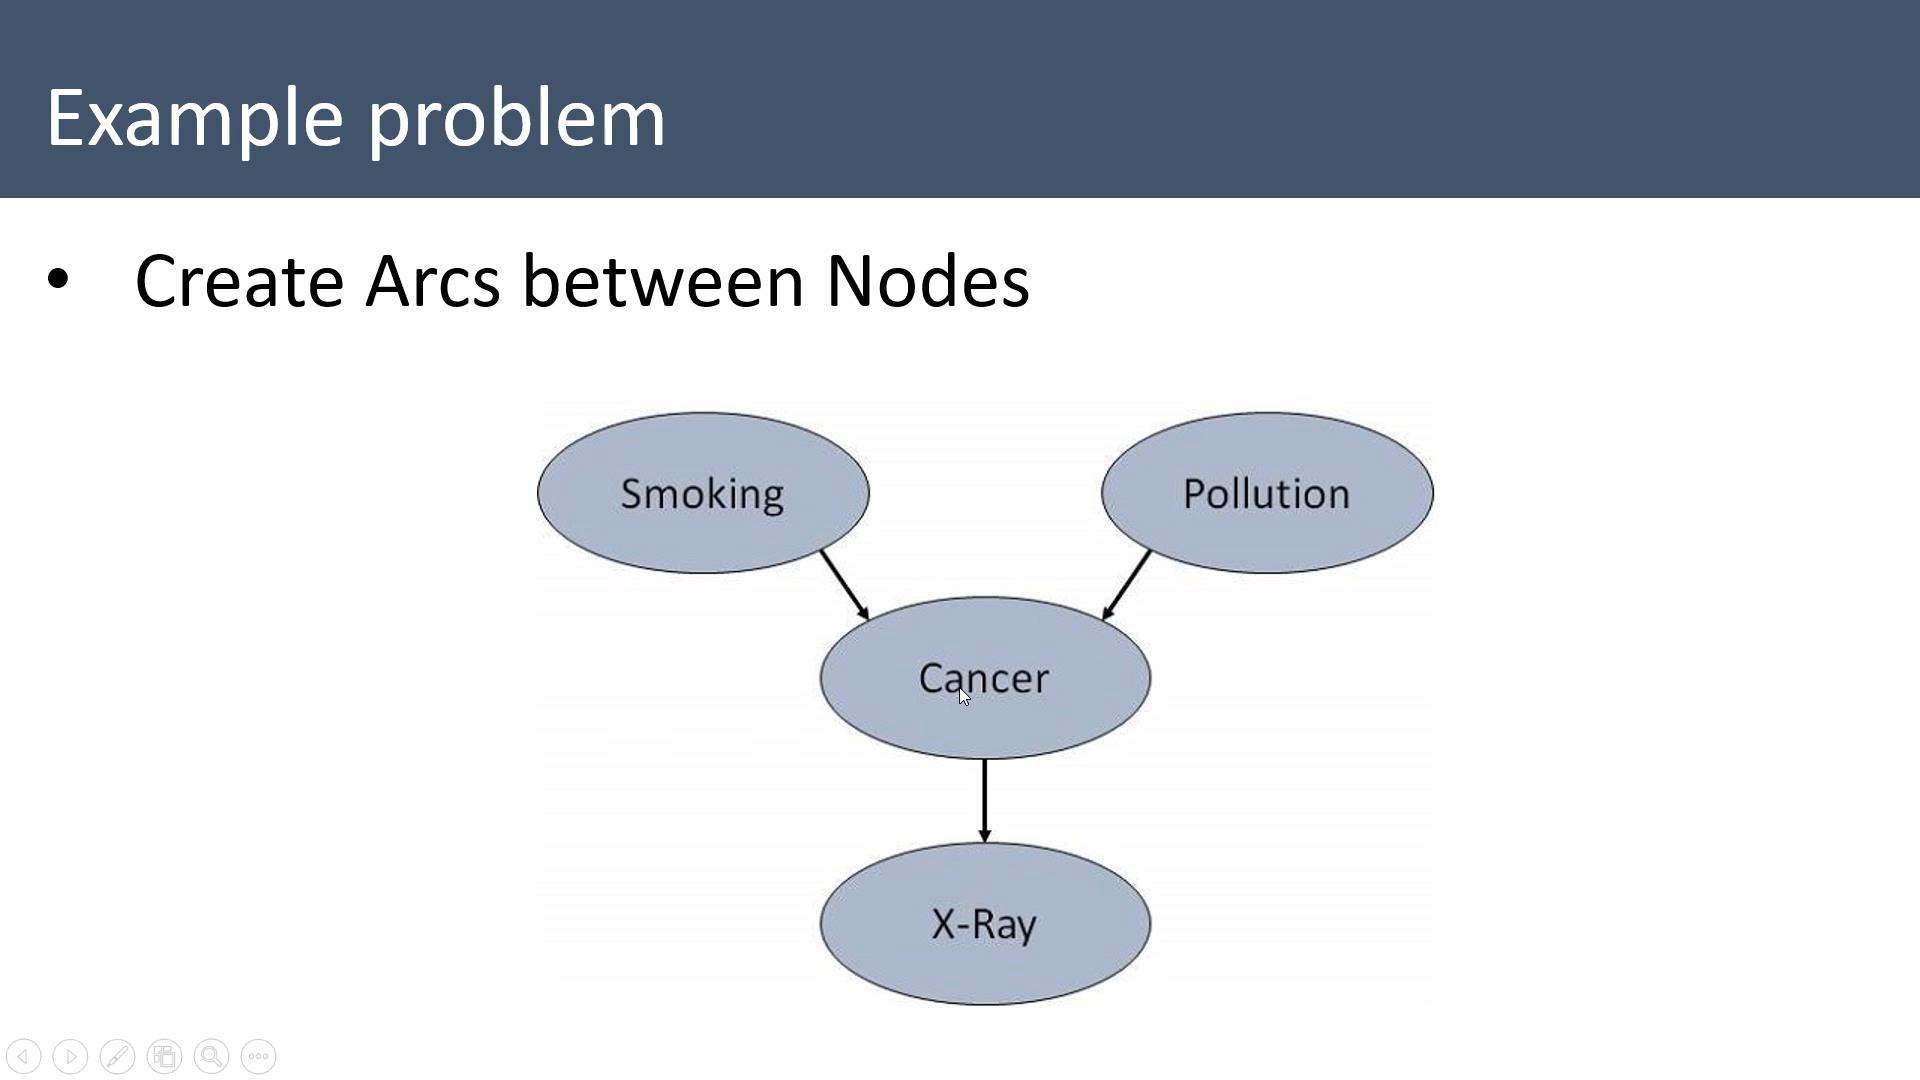 Example problem
• Create Arcs between Nodes
Smoking
Pollution
Cancer
X-Ray